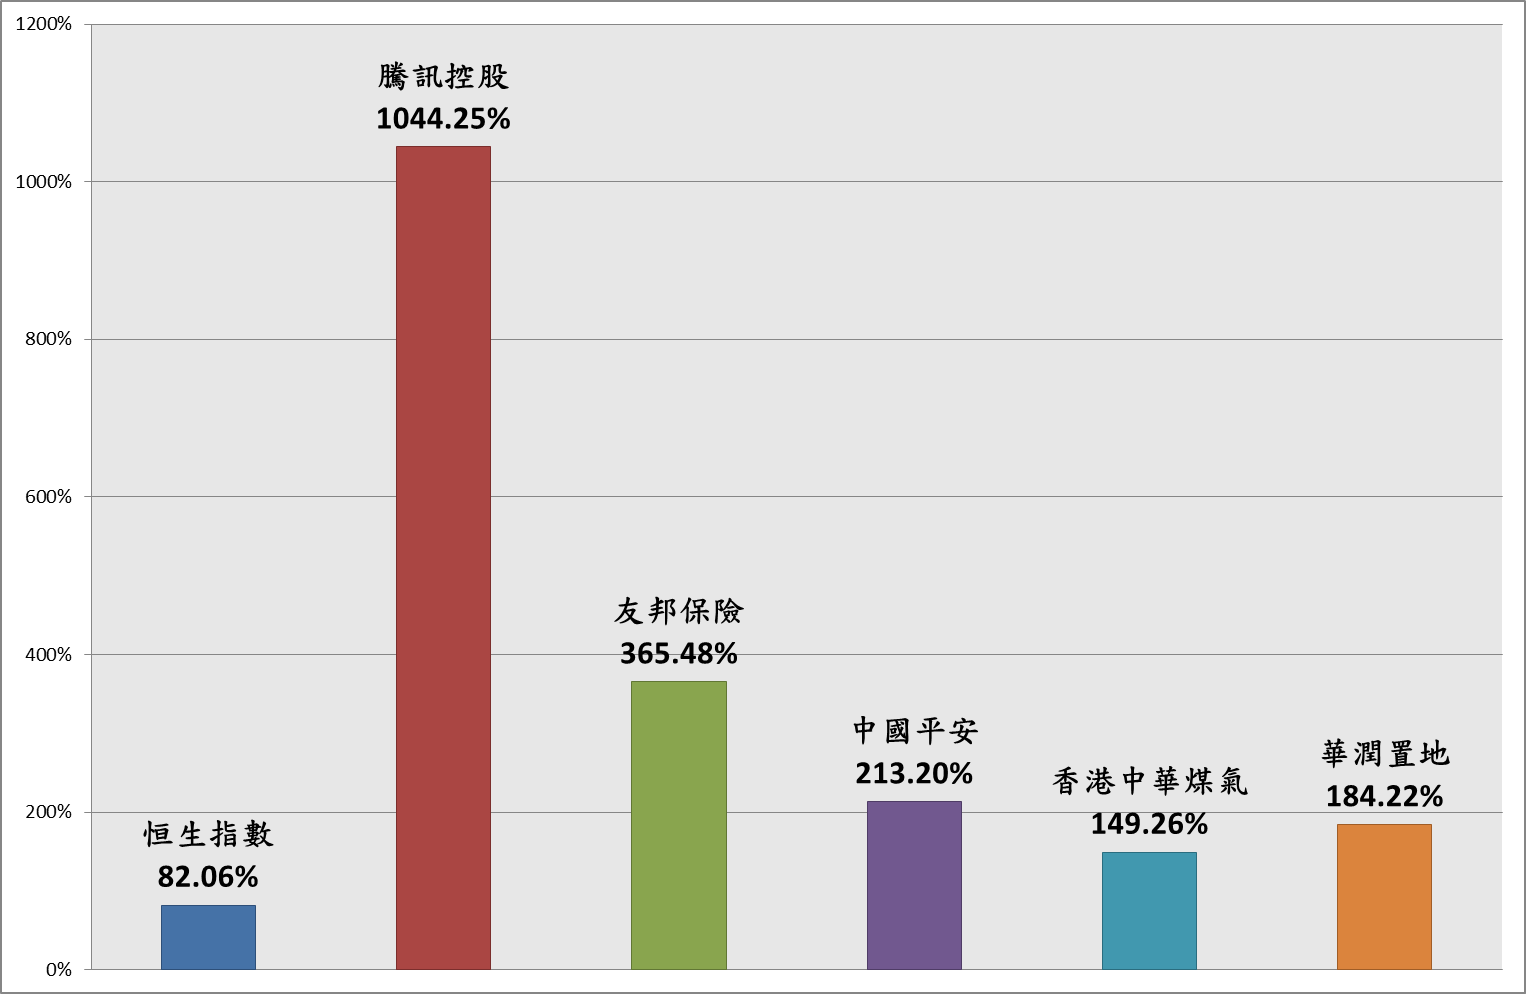 1200%
1000%
800%
600%
400%
200%
0%
恒生指數
82.06%
騰訊控股
1044.25%
友邦保險
365.48%
中國平安
213.20%
香港中華煤氣
149.26%
華潤置地
184.22%